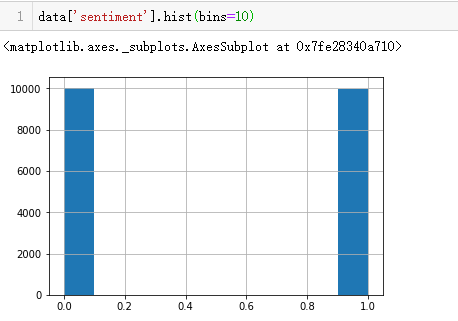 1 data['sentiment'].hist(bins=10)
<matplotlib.axes._subplots.AxesSubplot at 0x7fe28340a710>
10000
8000
6000
4000
2000
0
0.0 0.2 0.4 0.6 0.8 1.0